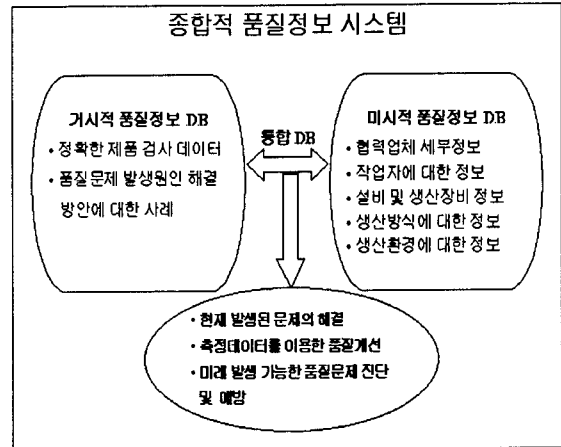 종합적 품질정보 시스템
거시적 품질정보 DB
• 정확한 제품 검사 데이터
• 품질문제 발생원인 해결
방안에 대한 사례
통합 DB
미시적 품질정보 DB
• 협력업체 세부정보
• 작업자에 대한 정보
• 설비 및 생산장비 정보
• 생산방식에 대한 정보
• 생산환경에 대한 정보
• 현재 발생된 문제의 해결
• 측정데이터를 이용한 품질개선
• 미래 발생 가능한 품질문제 진단
및 예방